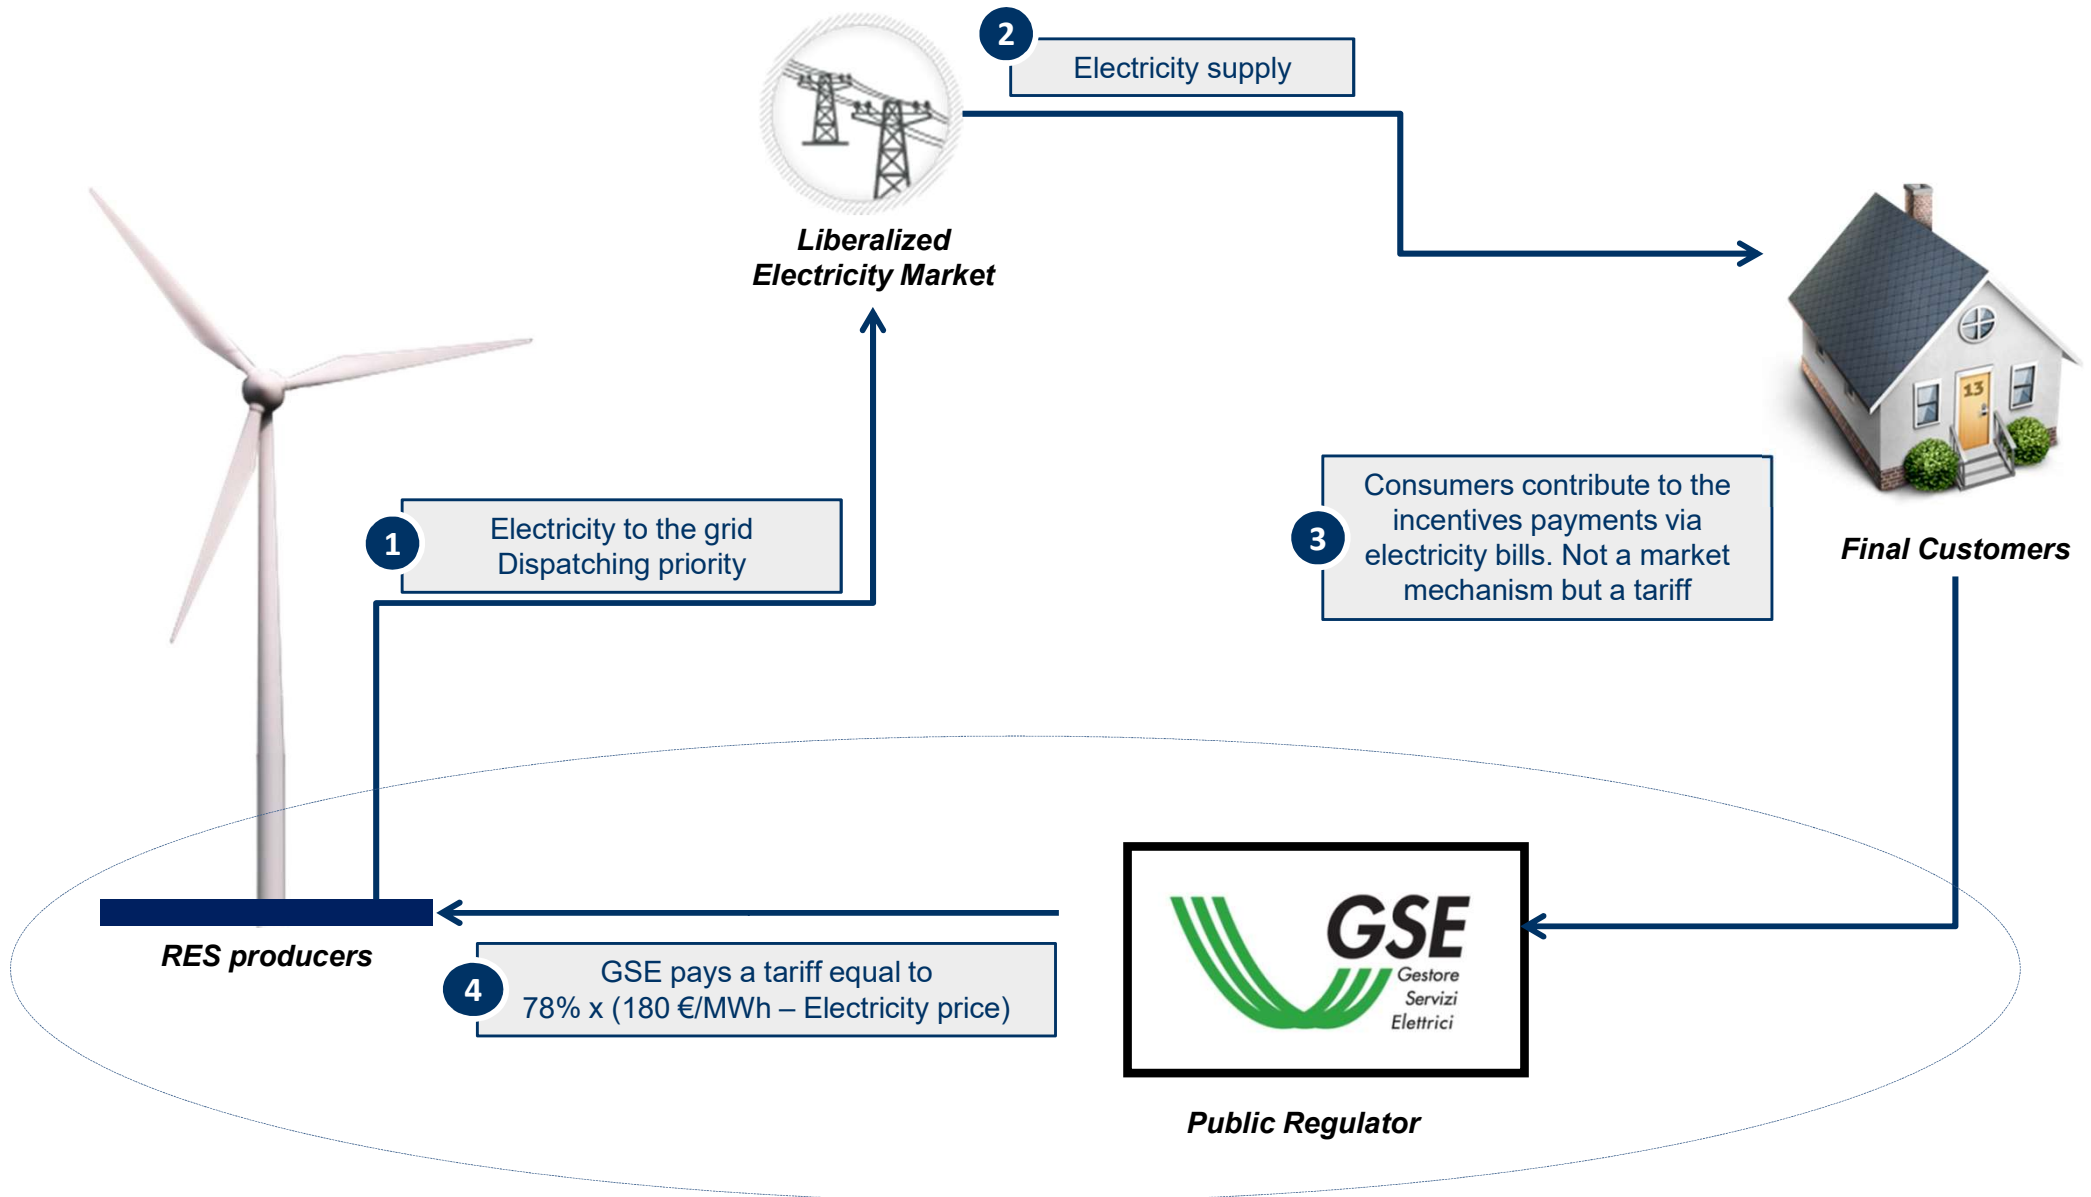 2
Electricity supply
Liberalized
Electricity Market
13
1
Electricity to the grid
Dispatching priority
3
Consumers contribute to the
incentives payments via
electricity bills. Not a market
mechanism but a tariff
Final Customers
RES producers
4
GSE pays a tariff equal to
78% x (180 €/MWh – Electricity price)
GSE
Gestore
Servizi
Elettrici
Public Regulator